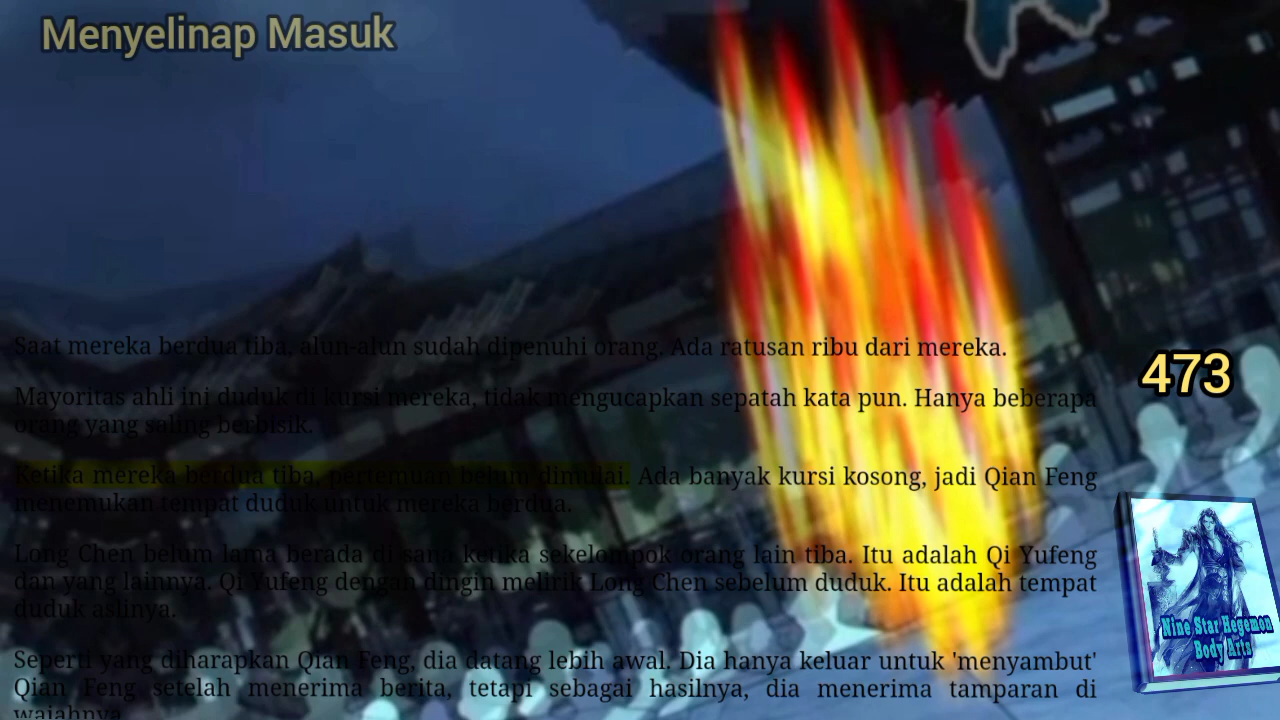 Menyelinap Masuk
Saat mereka berdua tiba, alun-alun sudah dipenuhi orang. Ada ratusan ribu dari mereka.
Mayoritas ahli ini duduk di kursi mereka, tidak mengucapkan sepatah kata pun. Hanya beberapa
orang yang saling berbisik.
Ketika mereka berdua tiba, pertemuan belum dimulai. Ada banyak kursi kosong, jadi Qian Feng
menemukan tempat duduk untuk mereka berdua.
Long Chen belum lama berada di sana ketika sekelompok orang lain tiba. Itu adalah Qi Yufeng
dan yang lainnya. Qi Yufeng dengan dingin melirik Long Chen sebelum duduk. Itu adalah tempat
duduk aslinya.
Seperti yang diharapkan Qian Feng, dia datang lebih awal. Dia hanya keluar untuk 'menyambut'
Qian Feng setelah menerima berita, tetapi sebagai hasilnya, dia menerima tamparan di
wajahnya.
473
Nine Star Hegemon
Body Arts